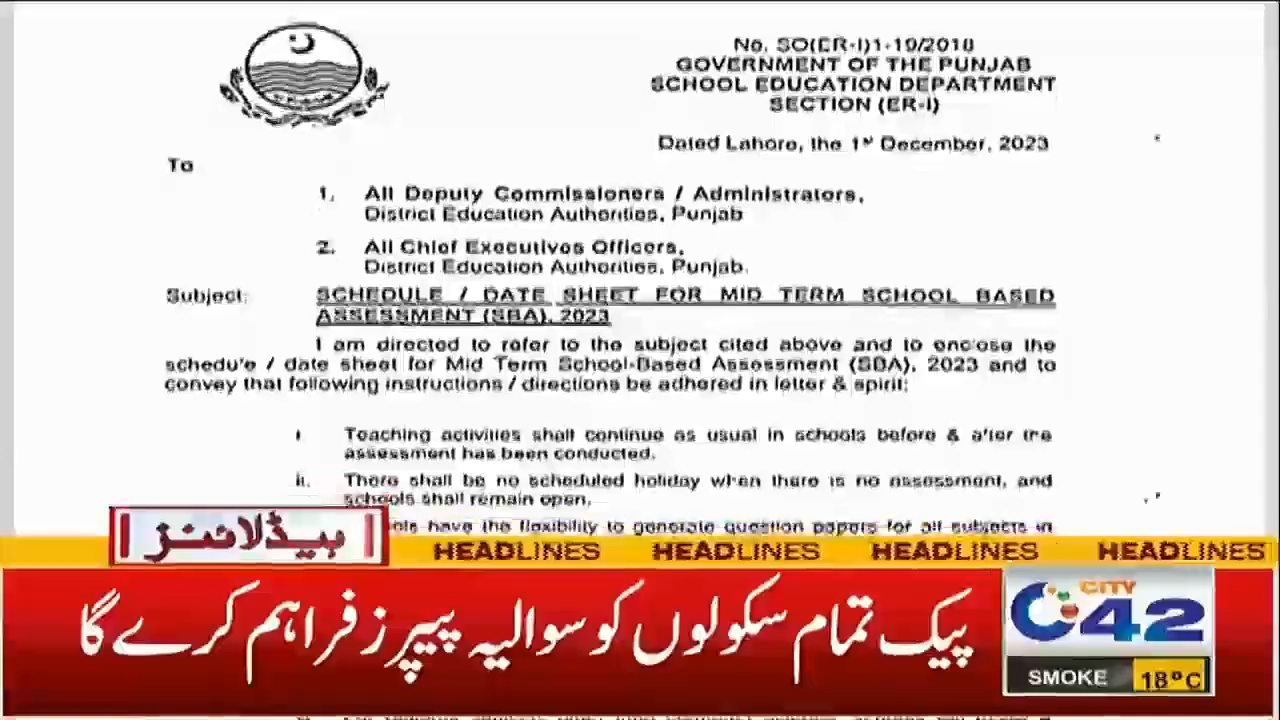 No. SO(ER-I)1-19/2018
GOVERNMENT OF THE PUNJAB
SCHOOL EDUCATION DEPARTMENT
SECTION (ER-I)
Dated Lahore, the 1st December, 2023
To
1. All Deputy Commissioners / Administrators,
District Education Authorities, Punjab
2. All Chief Executives Officers,
District Education Authorities, Punjab.
Subject: SCHEDULE / DATE SHEET FOR MID TERM SCHOOL BASED
ASSESSMENT (SBA), 2023
I am directed to refer to the subject cited above and to enclose the
schedule / date sheet for Mid Term School-Based Assessment (SBA), 2023 and to
convey that following instructions / directions be adhered in letter & spirit:
i. Teaching activities shall continue as usual in schools before & after the
assessment has been conducted.
ii. There shall be no scheduled holiday when there is no assessment, and
schools shall remain open.
have the flexibility to generate question papers for all subjects in
ہیڈلائنز
HEADLINES HEADLINES HEADLINES HEADLINES
پیک تمام سکولوں کو سوالیہ پیپرز فراہم کرے گا
CITY
42
SMOKE 18°C